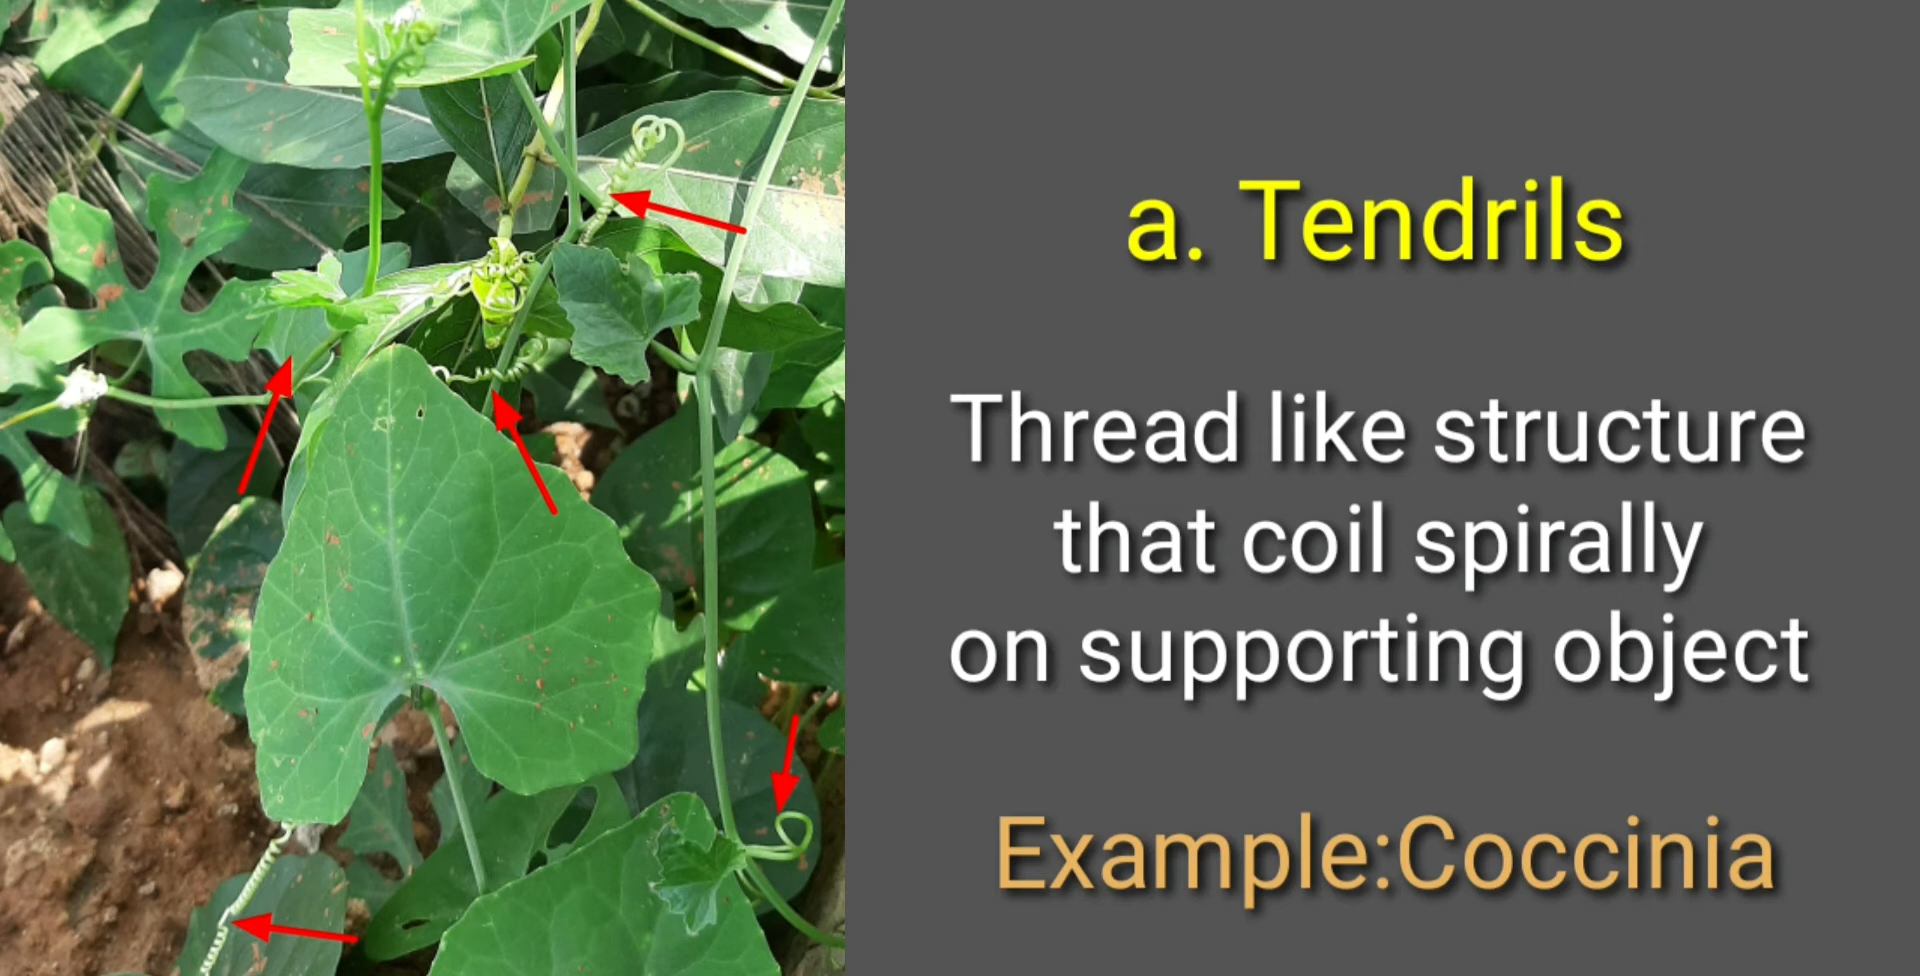 a. Tendrils
Thread like structure
that coil spirally
on supporting object
Example:Coccinia